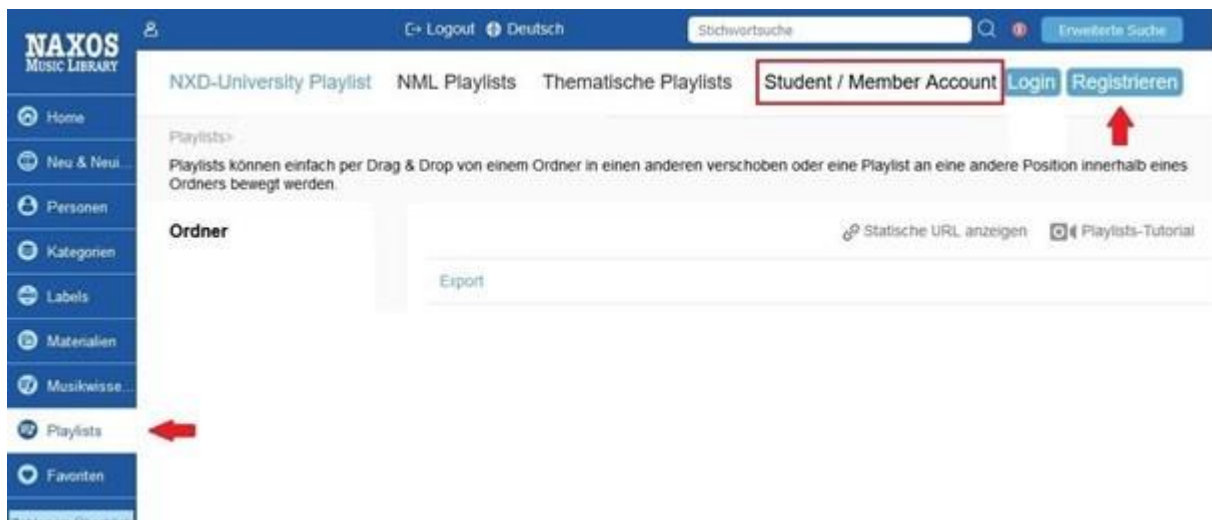 NAXOS
MUSIC LIBRARY
Logout Deutsch
Stichwortsuche
Erweiterte Suche
NXD-University Playlist NML Playlists Thematische Playlists Student / Member Account Login Registrieren
Home
Neu & Neui...
Personen
Kategorien
Labels
Materialien
Musikwisse...
Playlists
Favoriten
Playlists>
Playlists können einfach per Drag & Drop von einem Ordner in einen anderen verschoben oder eine Playlist an eine andere Position innerhalb eines
Ordners bewegt werden.
Ordner
Statische URL anzeigen Playlists-Tutorial
Export